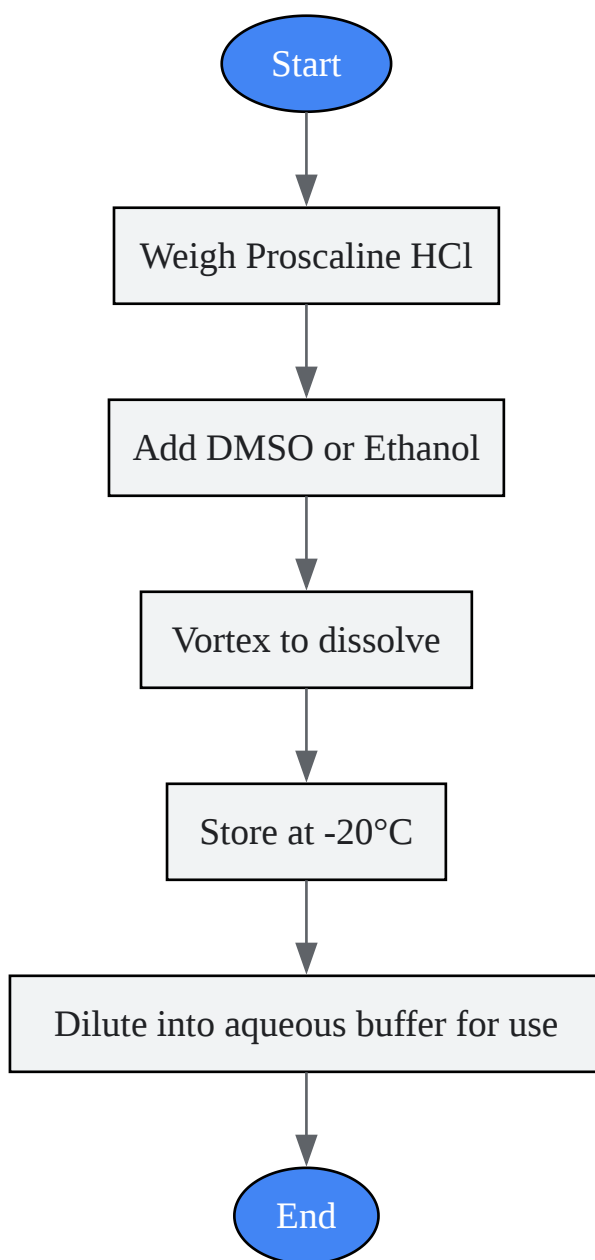 Start
Weigh Proscaline HCl
Add DMSO or Ethanol
Vortex to dissolve
Store at -20°C
Dilute into aqueous buffer for use
End